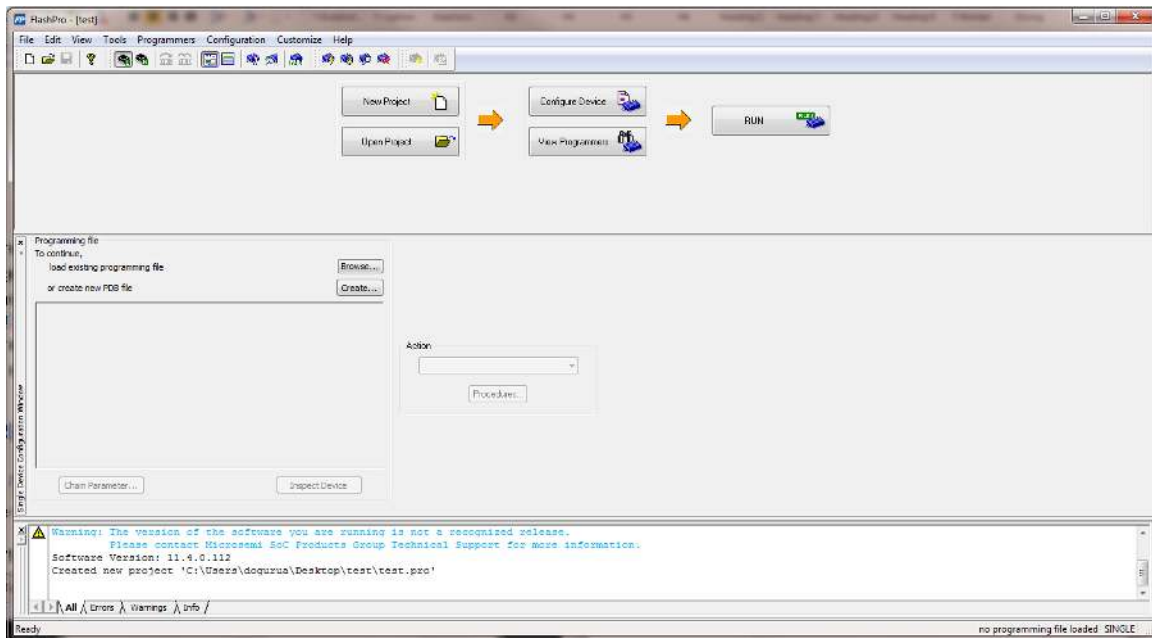 FlashPro - [test]
File Edit View Tools Programmers Configuration Customize Help
New Project
Configure Device
RUN
Open Project
View Programmers
Programming file
To continue,
load existing programming file
Browse...
or create new PDB file
Create...
Action
Procedures...
Single Device Configuration Window
Chain Parameter...
Inspect Device
Warning: The version of the software you are running is not a recognized release.
Please contact Microsemi SoC Products Group Technical Support for more information.
Software Version: 11.4.0.112
Created new project 'C:\Users\dogurua\Desktop\test\test.pro'
All Errors Warnings Info
Ready
no programming file loaded SINGLE